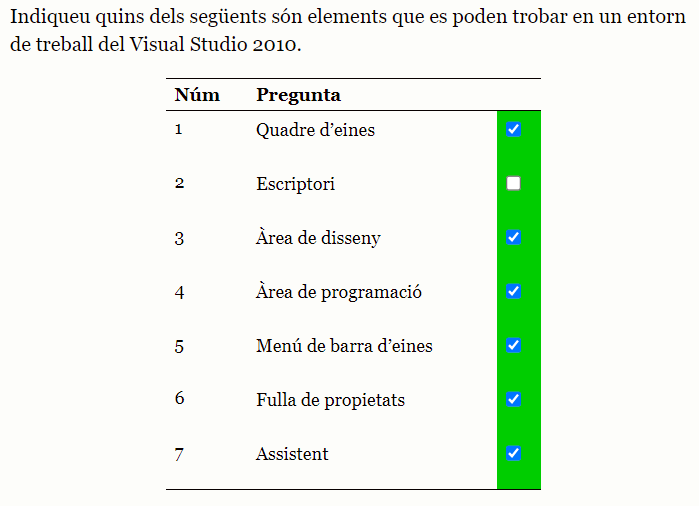 Indiqueu quins dels següents són elements que es poden trobar en un entorn
de treball del Visual Studio 2010.
Núm Pregunta
1 Quadre d'eines
2 Escriptori
3 Àrea de disseny
4 Àrea de programació
5 Menú de barra d'eines
6 Fulla de propietats
7 Assistent